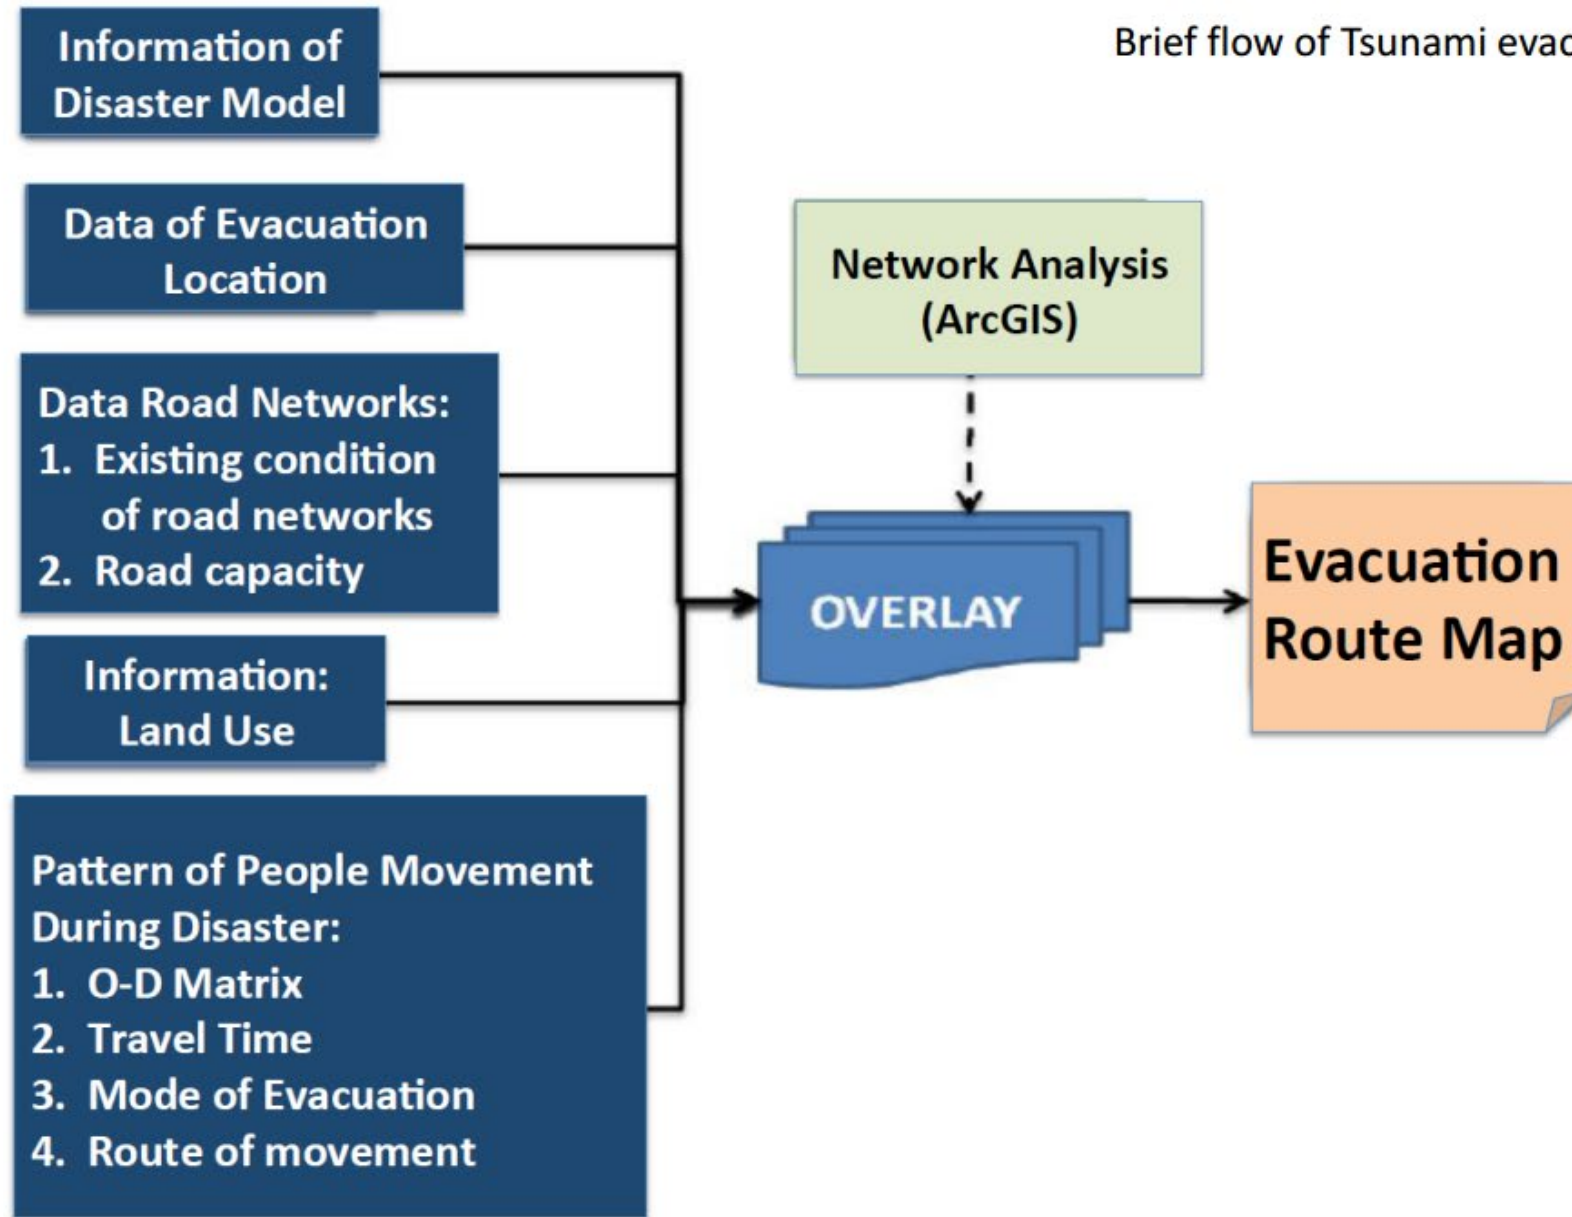 Brief flow of Tsunami evac
Information of
Disaster Model
Data of Evacuation
Location
Data Road Networks:
1. Existing condition
of road networks
2. Road capacity
Information:
Land Use
Pattern of People Movement
During Disaster:
1. O-D Matrix
2. Travel Time
3. Mode of Evacuation
4. Route of movement
Network Analysis
(ArcGIS)
OVERLAY
Evacuation
Route Map